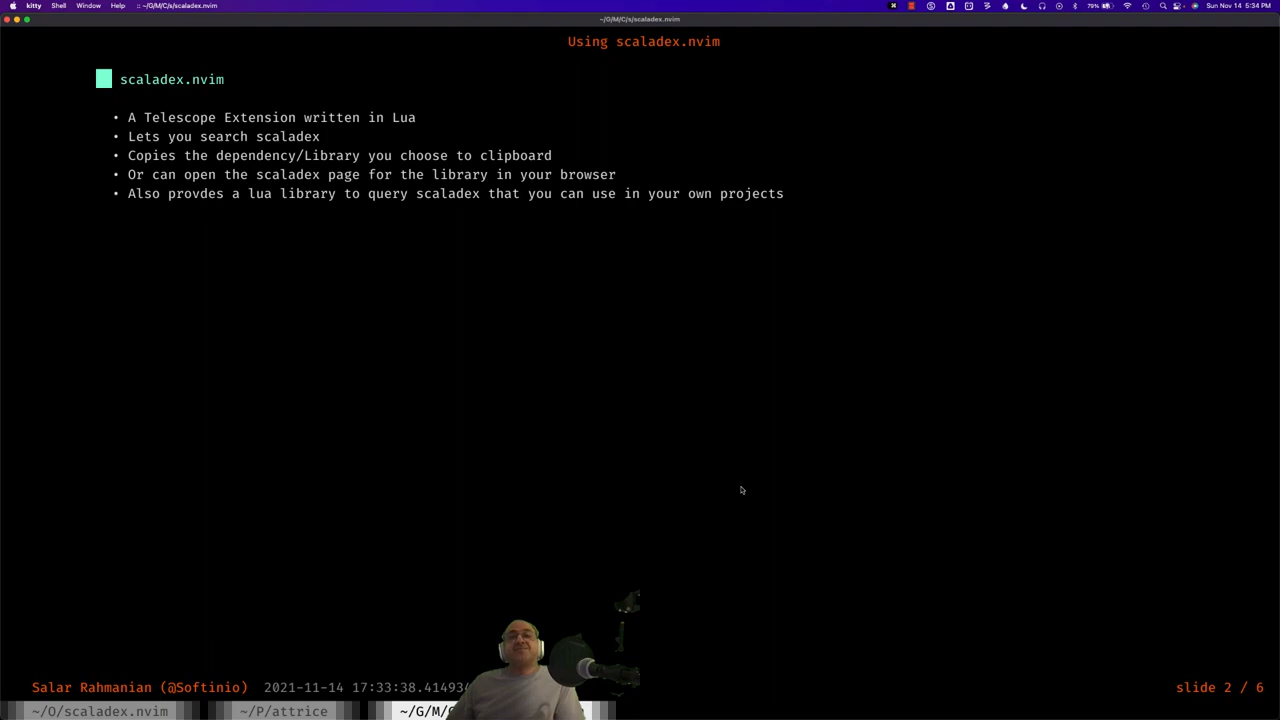 kitty Shell Window Help :: ~/G/M/C/s/scaladex.nvim 79% Sun Nov 14 5:34 PM
~/G/M/C/s/scaladex.nvim
Using scaladex.nvim
scaladex.nvim
• A Telescope Extension written in Lua
• Lets you search scaladex
• Copies the dependency/Library you choose to clipboard
• Or can open the scaladex page for the library in your browser
• Also provdes a lua library to query scaladex that you can use in your own projects
Salar Rahmanian (@Softinio) 2021-11-14 17:33:38.41493 slide 2 / 6
~/O/scaladex.nvim ~/P/attrice ~/G/M/